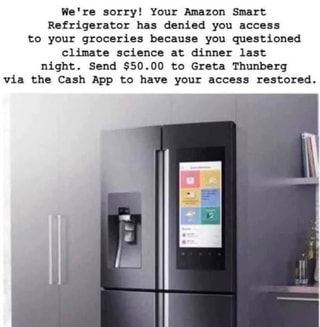 We're sorry! Your Amazon Smart
Refrigerator has denied you access
to your groceries because you questioned
climate science at dinner last
night. Send $50.00 to Greta Thunberg
via the Cash App to have your access restored.